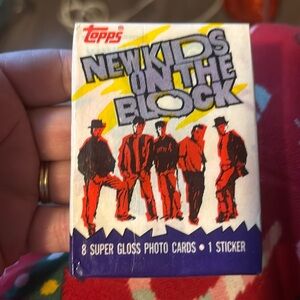 Topps
NEW KIDS
ON THE
BLOCK
8 SUPER GLOSS PHOTO CARDS • 1 STICKER